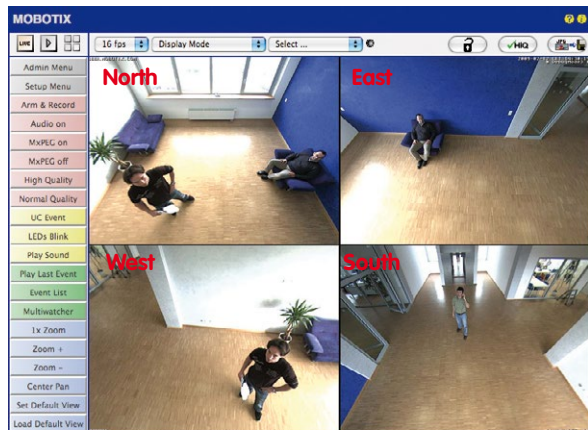 MOBOTIX
LIVE
16 fps
Display Mode
Select ...
HiQ
Admin Menu
Setup Menu
Arm & Record
Audio on
MxPEG on
MxPEG off
High Quality
Normal Quality
UC Event
LEDs Blink
Play Sound
Play Last Event
Event List
Multiwatcher
1x Zoom
Zoom +
Zoom -
Center Pan
Set Default View
Load Default View
North
East
West
South